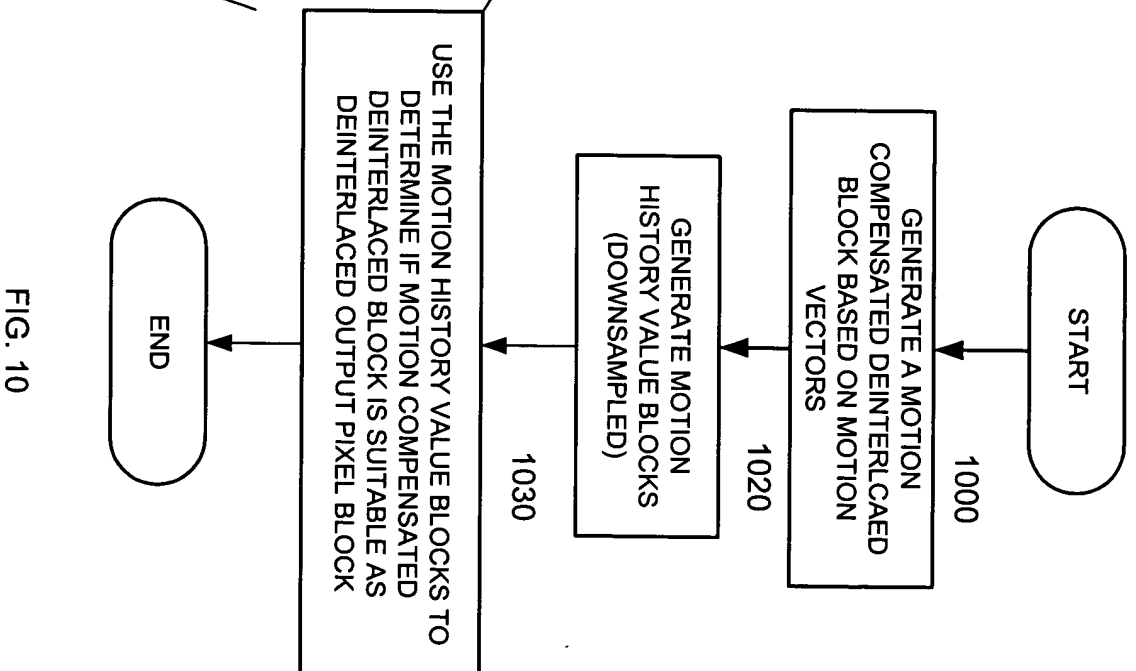 START
1000
GENERATE A MOTION
COMPENSATED DEINTERLCAED
BLOCK BASED ON MOTION
VECTORS
1020
GENERATE MOTION
HISTORY VALUE BLOCKS
(DOWNSAMPLED)
1030
USE THE MOTION HISTORY VALUE BLOCKS TO
DETERMINE IF MOTION COMPENSATED
DEINTERLACED BLOCK IS SUITABLE AS
DEINTERLACED OUTPUT PIXEL BLOCK
END
FIG. 10